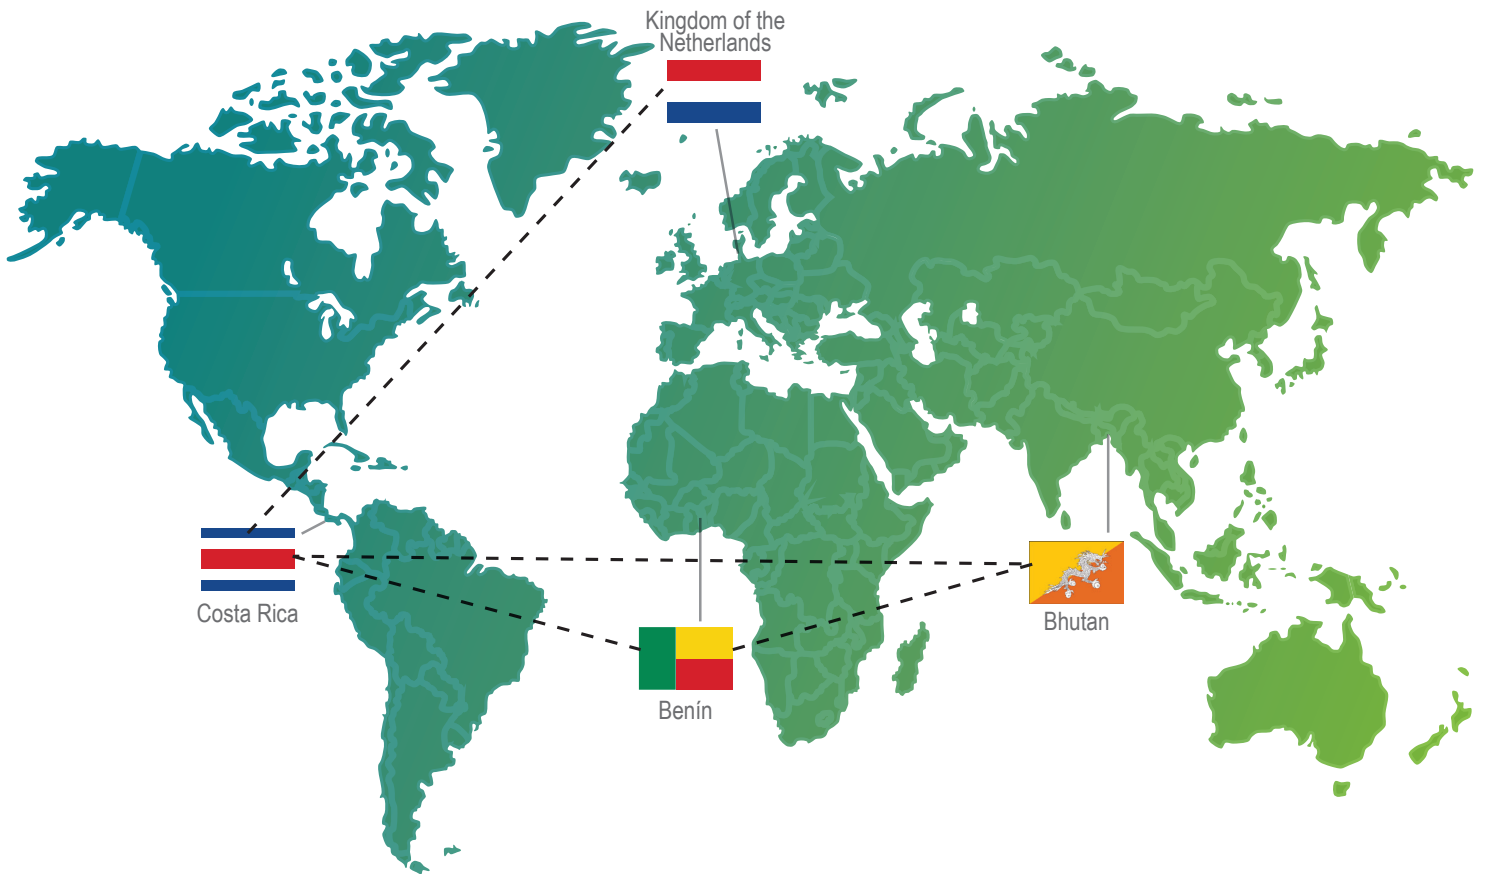 Kingdom of the
Netherlands
Costa Rica
Bhutan
Benín